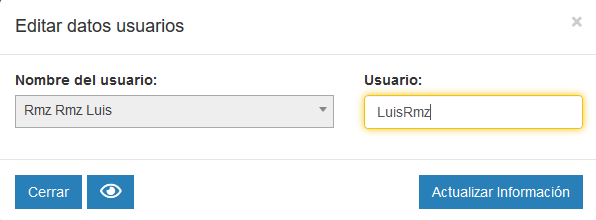 Editar datos usuarios
×
Nombre del usuario:
Usuario:
Rmz Rmz Luis
LuisRmz
Cerrar
Actualizar Información